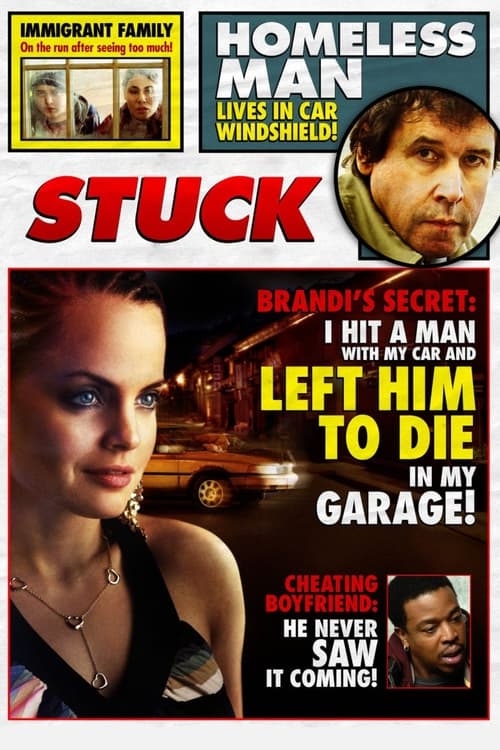 IMMIGRANT FAMILY
On the run after seeing too much!
HOMELESS
MAN
LIVES IN CAR
WINDSHIELD!
STUCK
BRANDI'S SECRET:
I HIT A MAN
WITH MY CAR AND
LEFT HIM
TO DIE
IN MY
GARAGE!
CHEATING
BOYFRIEND:
HE NEVER
SAW
IT COMING!